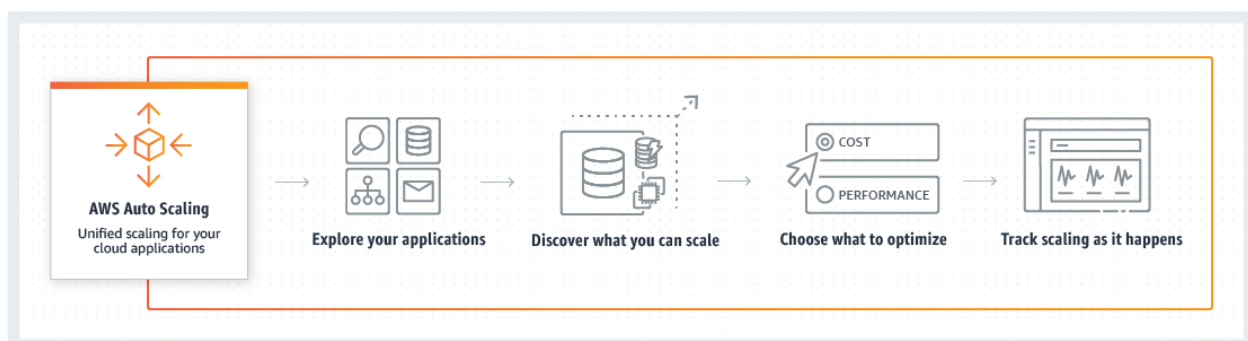 AWS Auto Scaling
Unified scaling for your
cloud applications
Explore your applications
Discover what you can scale
COST
PERFORMANCE
Choose what to optimize
Track scaling as it happens